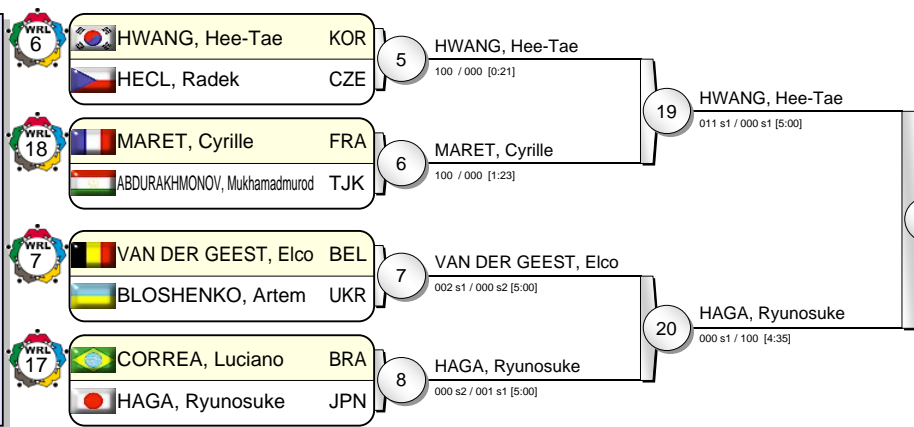 WRL
6
HWANG, Hee-Tae KOR
HECL, Radek CZE
5
HWANG, Hee-Tae
100 / 000 [0:21]
WRL
18
MARET, Cyrille FRA
ABDURAKHMONOV, Mukhamadmurod TJK
6
MARET, Cyrille
100 / 000 [1:23]
19
HWANG, Hee-Tae
011 s1 / 000 s1 [5:00]
WRL
7
VAN DER GEEST, Elco BEL
BLOSHENKO, Artem UKR
7
VAN DER GEEST, Elco
002 s1 / 000 s2 [5:00]
WRL
17
CORREA, Luciano BRA
HAGA, Ryunosuke JPN
8
HAGA, Ryunosuke
000 s2 / 001 s1 [5:00]
20
HAGA, Ryunosuke
000 s1 / 100 [4:35]